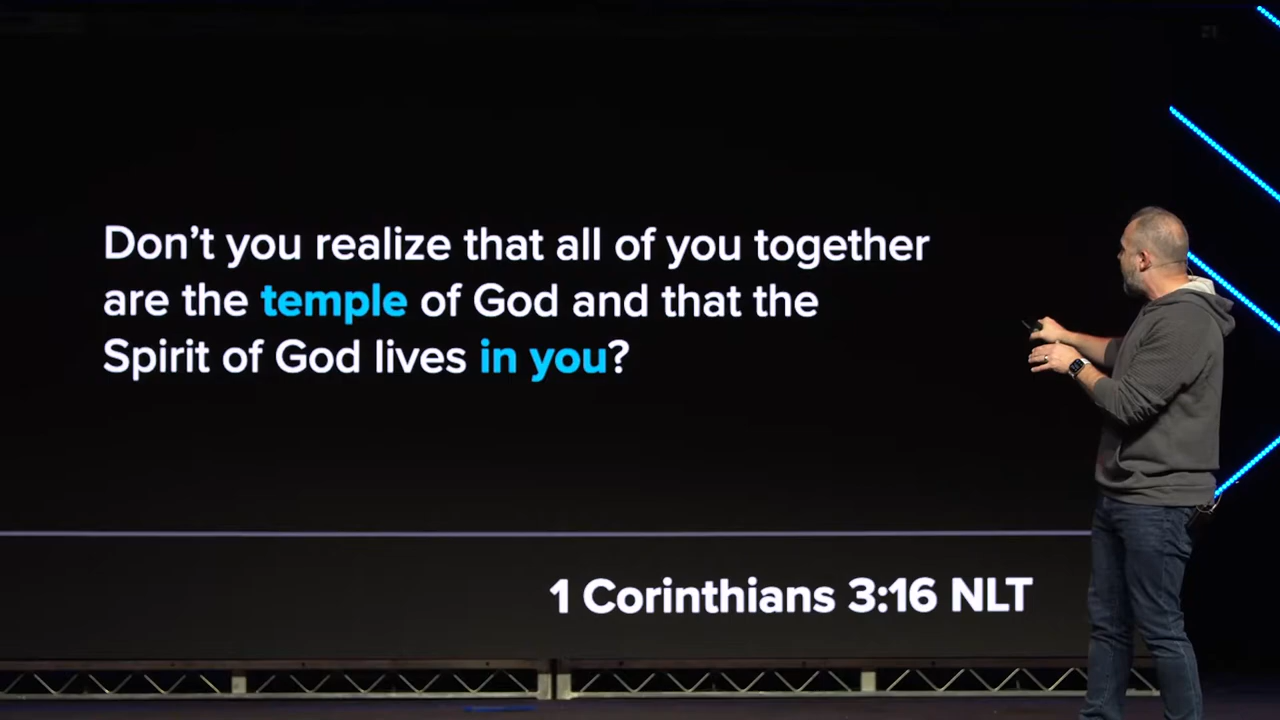 Don’t you realize that all of you together
are the temple of God and that the
Spirit of God lives in you?
1 Corinthians 3:16 NLT